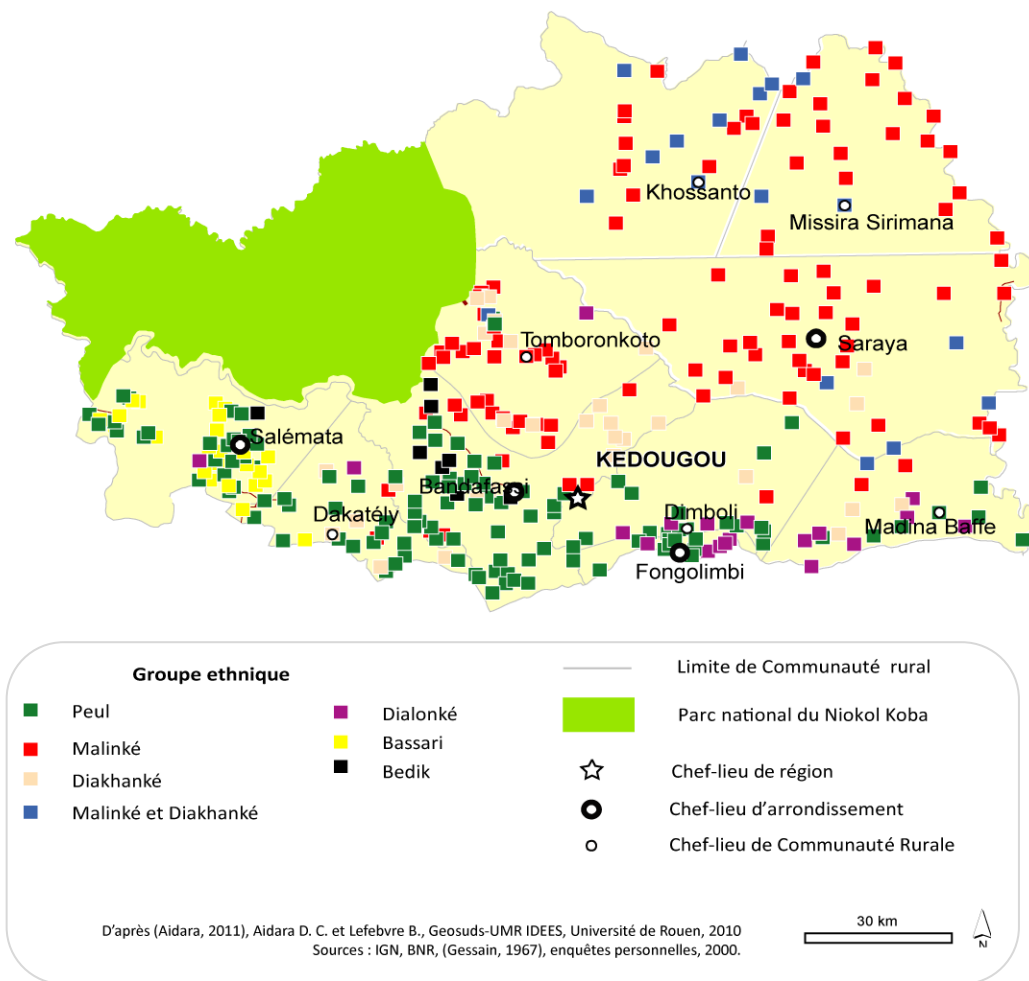 Khossanto
Missira Sirimana
Tomboronkoto
Saraya
Salémata
KEDOUGOU
Bandafassi
Dimboli
Dakatély
Madina Baffe
Fongolimbi
Groupe ethnique
Peul
Malinké
Diakhanké
Malinké et Diakhanké
Dialonké
Bassari
Bedik
Limite de Communauté rural
Parc national du Niokol Koba
Chef-lieu de région
Chef-lieu d'arrondissement
Chef-lieu de Communauté Rurale
D'après (Aidara, 2011), Aidara D. C. et Lefebvre B., Geosuds-UMR IDEES, Université de Rouen, 2010
Sources : IGN, BNR, (Gessain, 1967), enquêtes personnelles, 2000.
30 km
N